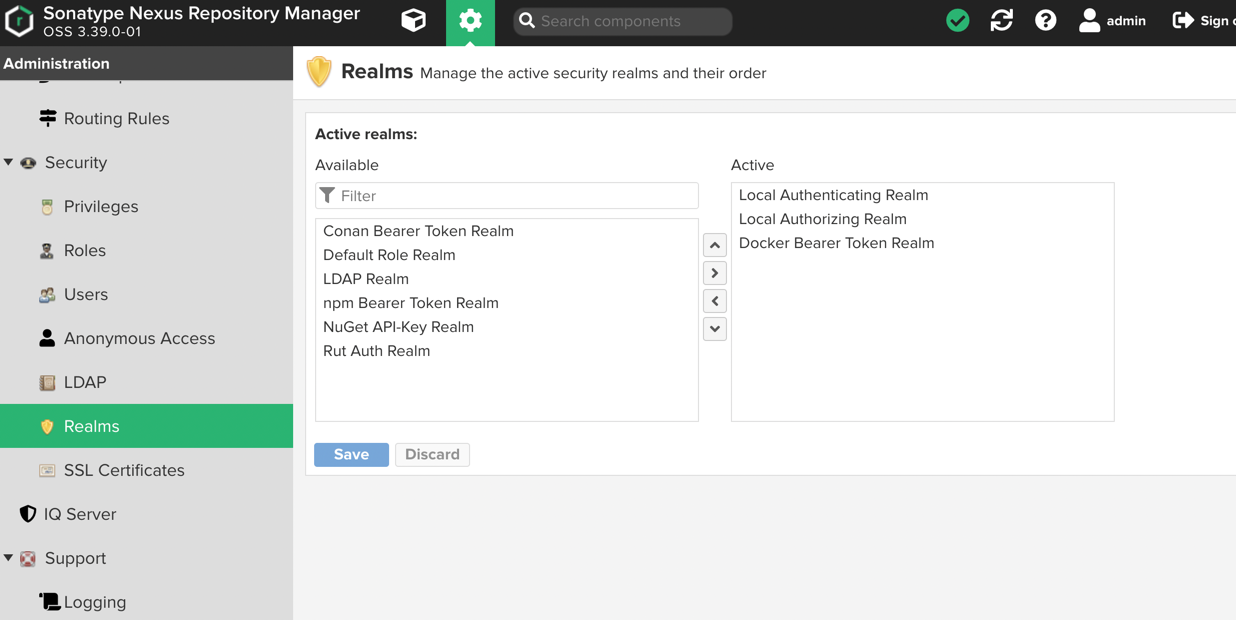 Sonatype Nexus Repository Manager
OSS 3.39.0-01
Search components
admin
Sign
Administration
Routing Rules
Security
Privileges
Roles
Users
Anonymous Access
LDAP
Realms
SSL Certificates
IQ Server
Support
Logging
Realms Manage the active security realms and their order
Active realms:
Available
Filter
Conan Bearer Token Realm
Default Role Realm
LDAP Realm
npm Bearer Token Realm
NuGet API-Key Realm
Rut Auth Realm
Active
Local Authenticating Realm
Local Authorizing Realm
Docker Bearer Token Realm
Save
Discard